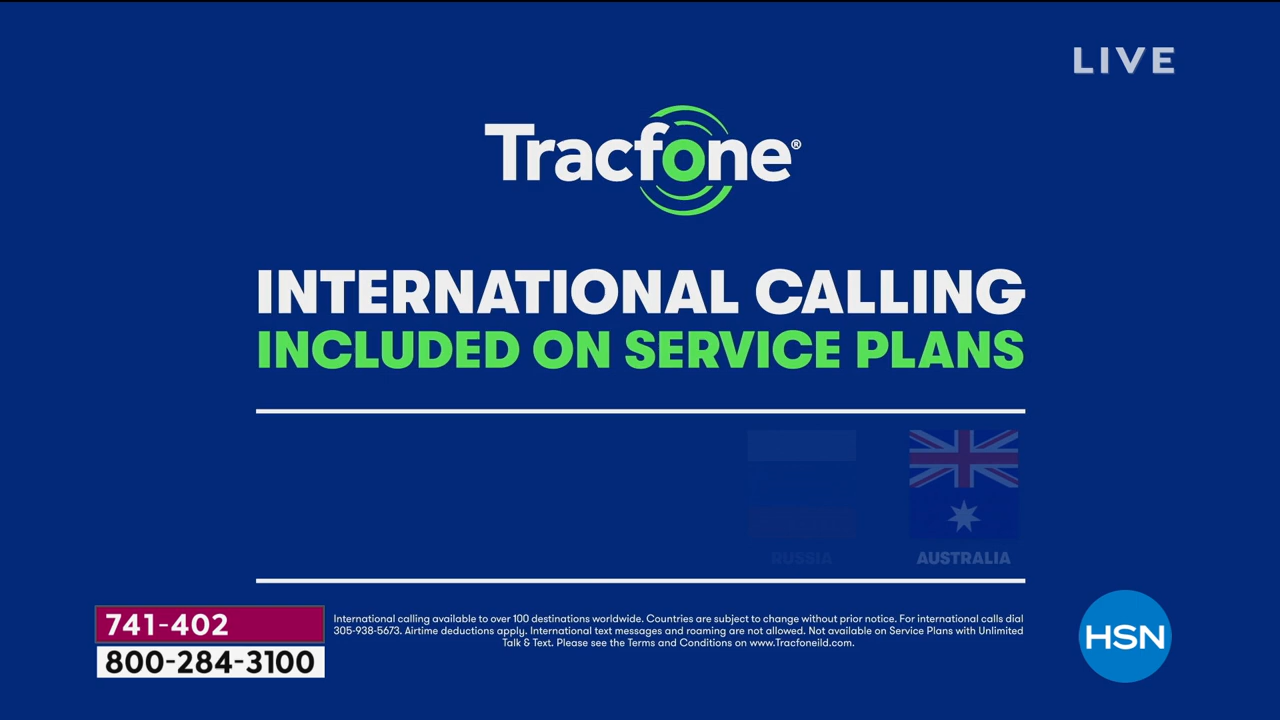 LIVE
Tracfone®
INTERNATIONAL CALLING
INCLUDED ON SERVICE PLANS
RUSSIA
AUSTRALIA
741-402
800-284-3100
International calling available to over 100 destinations worldwide. Countries are subject to change without prior notice. For international calls dial
305-938-5673. Airtime deductions apply. International text messages and roaming are not allowed. Not available on Service Plans with Unlimited
Talk & Text. Please see the Terms and Conditions on www.Tracfoneild.com.
HSN